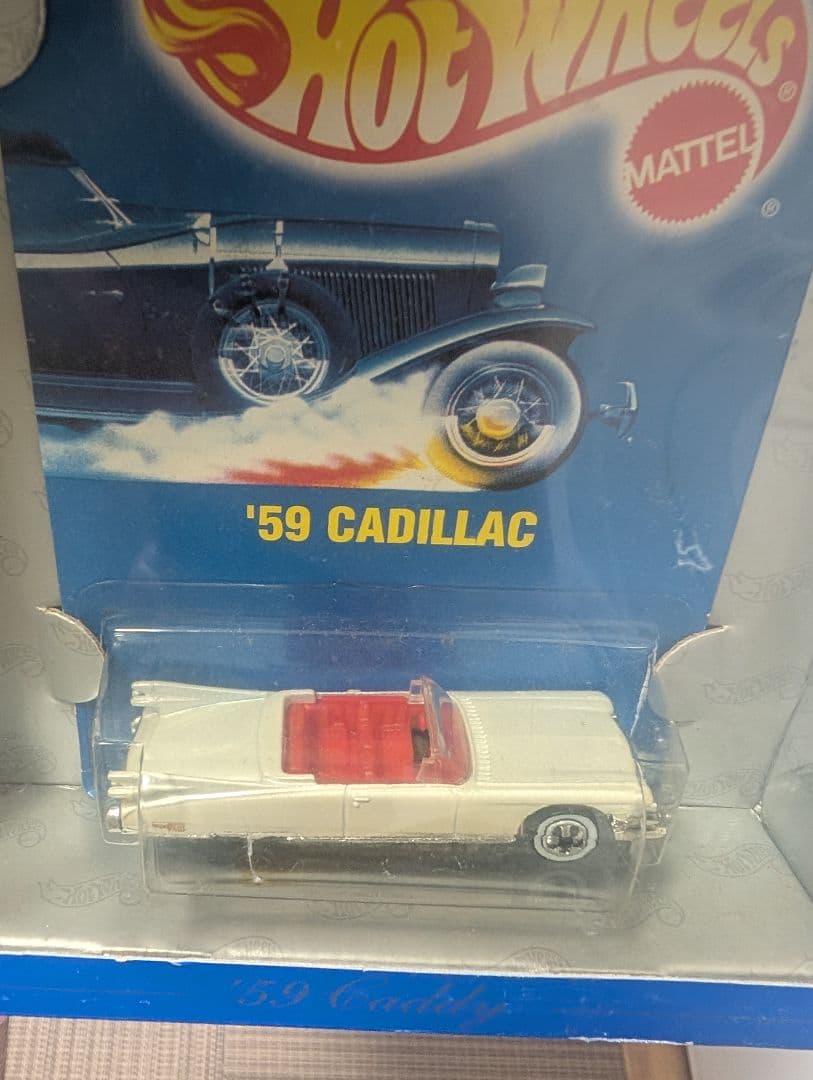 HOT WHEELS®
MATTEL
®
'59 CADILLAC
'59 Caddy